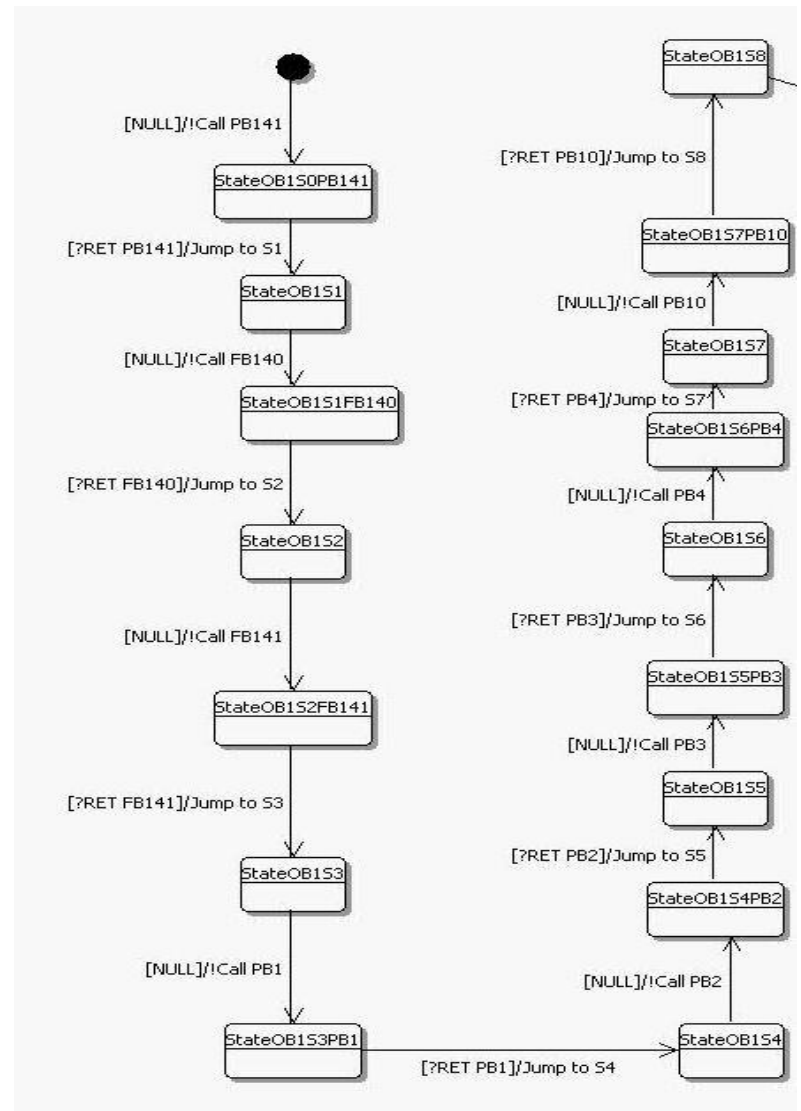 [NULL]/!Call PB141
StateOB1S0PB141
[?RET PB141]/Jump to S1
StateOB1S1
[NULL]/!Call FB140
StateOB1S1FB140
[?RET FB140]/Jump to S2
StateOB1S2
[NULL]/!Call FB141
StateOB1S2FB141
[?RET FB141]/Jump to S3
StateOB1S3
[NULL]/!Call PB1
StateOB1S3PB1
[?RET PB1]/Jump to S4
StateOB1S4
[NULL]/!Call PB2
StateOB1S4PB2
[?RET PB2]/Jump to S5
StateOB1S5
[NULL]/!Call PB3
StateOB1S5PB3
[?RET PB3]/Jump to S6
StateOB1S6
[NULL]/!Call PB4
StateOB1S6PB4
[?RET PB4]/Jump to S7
StateOB1S7
[NULL]/!Call PB10
StateOB1S7PB10
[?RET PB10]/Jump to S8
StateOB1S8